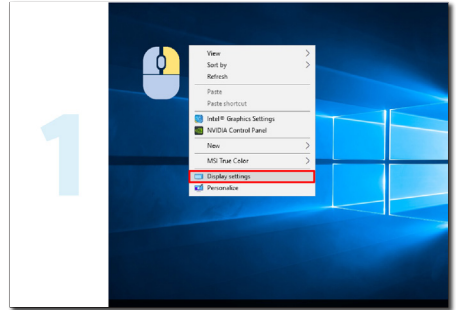 1
View
Sort by
Refresh
Paste
Paste shortcut
Intel® Graphics Settings
NVIDIA Control Panel
New
MSI True Color
Display settings
Personalize